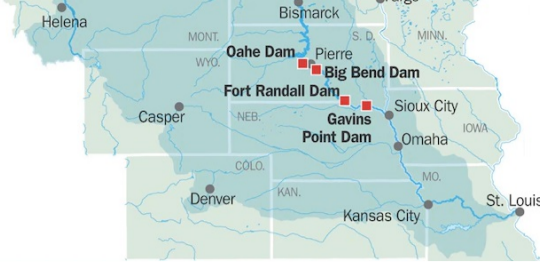 Bismarck
Helena
MONT.
S. D.
MINN.
Oahe Dam
Pierre
WYO.
Big Bend Dam
Fort Randall Dam
Sioux City
Casper
NEB.
Gavins
Point Dam
IOWA
Omaha
COLO.
MO.
KAN.
Denver
St. Louis
Kansas City